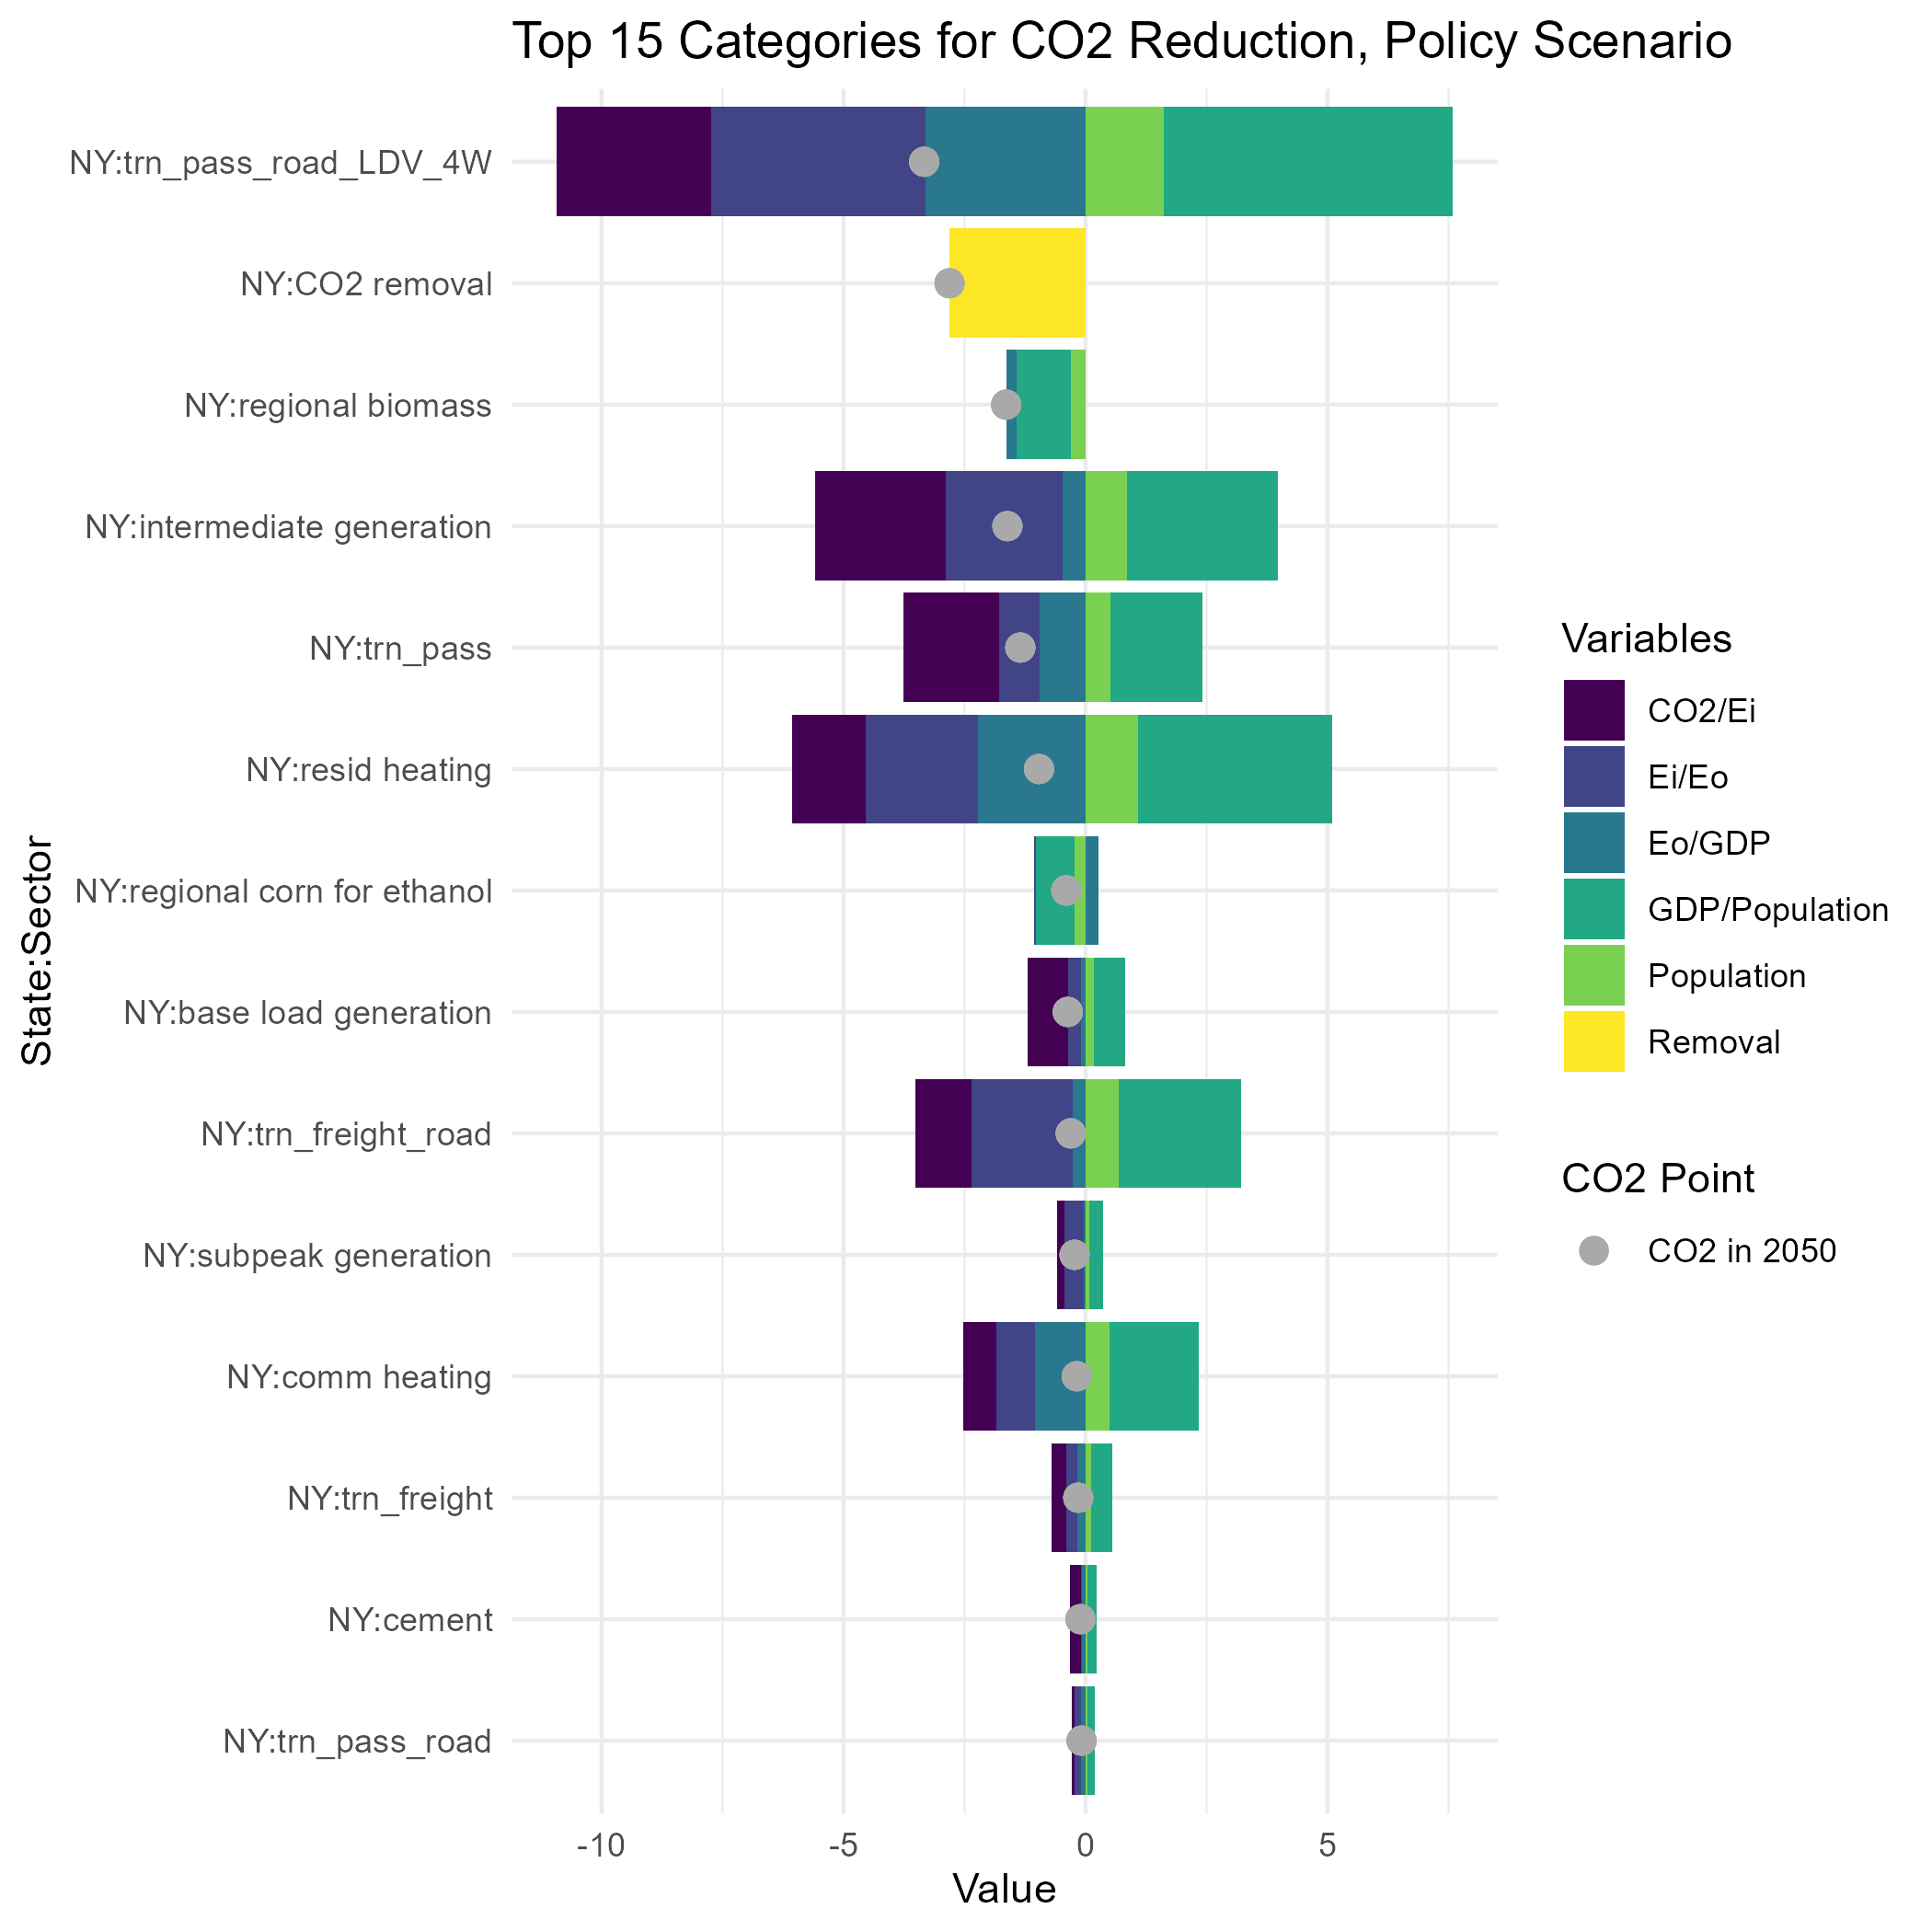 Top 15 Categories for CO2 Reduction, Policy Scenario
State:Sector
NY:trn_pass_road_LDV_4W
NY:CO2 removal
NY:regional biomass
NY:intermediate generation
NY:trn_pass
NY:resid heating
NY:regional corn for ethanol
NY:base load generation
NY:trn_freight_road
NY:subpeak generation
NY:comm heating
NY:trn_freight
NY:cement
NY:trn_pass_road
-10
-5
0
5
Value
Variables
CO2/Ei
Ei/Eo
Eo/GDP
GDP/Population
Population
Removal
CO2 Point
CO2 in 2050